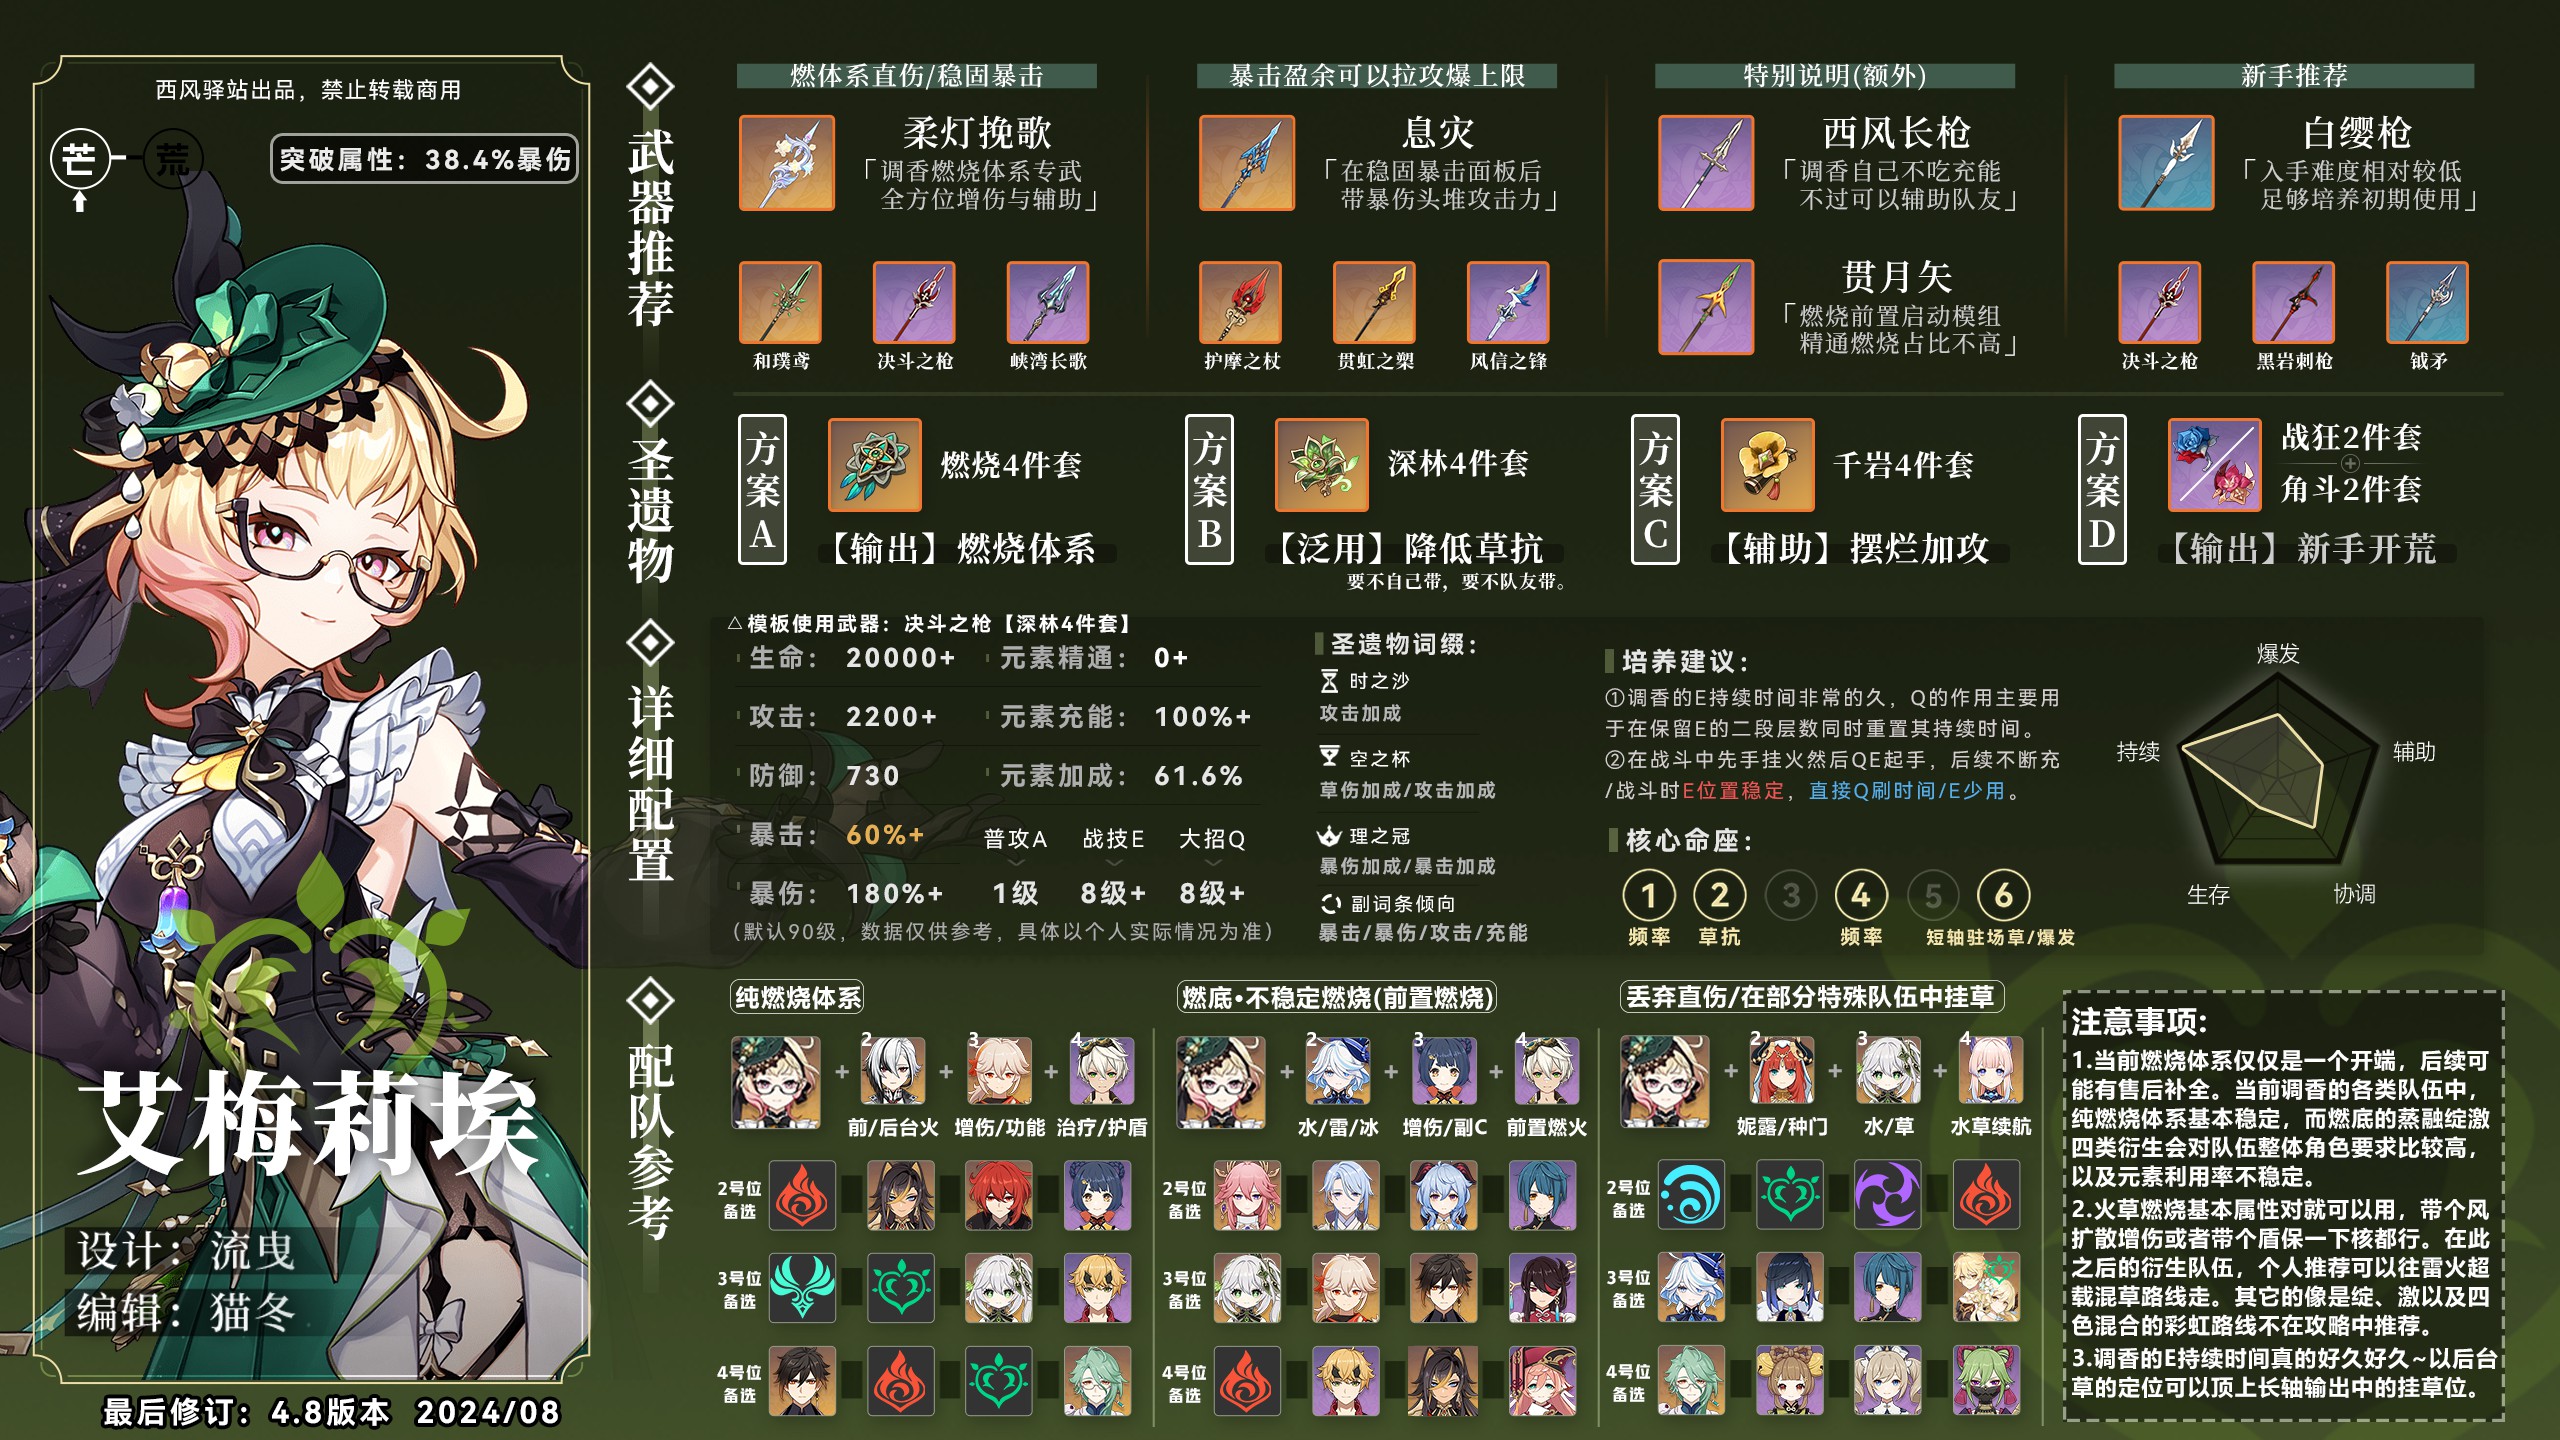 西风驿站出品，禁止转载商用
芒
荒
突破属性：38.4%暴伤
艾梅莉埃
设计：流曳
编辑：猫冬
最后修订：4.8版本 2024/08
武器推荐
燃体系直伤/稳固暴击
柔灯挽歌
「调香燃烧体系专武
全方位增伤与辅助」
和璞鸢
决斗之枪
峡湾长歌
暴击盈余可以拉攻爆上限
息灾
「在稳固暴击面板后
带暴伤头堆攻击力」
护摩之杖
贯虹之槊
风信之锋
特别说明(额外)
西风长枪
「调香自己不吃充能
不过可以辅助队友」
贯月矢
「燃烧前置启动模组
精通燃烧占比不高」
新手推荐
白缨枪
「入手难度相对较低
足够培养初期使用」
决斗之枪
黑岩刺枪
钺矛
圣遗物
方案A
燃烧4件套
【输出】燃烧体系
方案B
深林4件套
【泛用】降低草抗
要不自己带，要不队友带。
方案C
千岩4件套
【辅助】摆烂加攻
方案D
战狂2件套
角斗2件套
【输出】新手开荒
详细配置
△模板使用武器：决斗之枪【深林4件套】
生命： 20000+ 元素精通： 0+
攻击： 2200+ 元素充能： 100%+
防御： 730 元素加成： 61.6%
暴击： 60%+ 普攻A 战技E 大招Q
暴伤： 180%+ 1级 8级+ 8级+
(默认90级，数据仅供参考，具体以个人实际情况为准)
圣遗物词缀：
时之沙
攻击加成
空之杯
草伤加成/攻击加成
理之冠
暴伤加成/暴击加成
副词条倾向
暴击/暴伤/攻击/充能
培养建议：
①调香的E持续时间非常的久，Q的作用主要用
于在保留E的二段层数同时重置其持续时间。
②在战斗中先手挂火然后QE起手，后续不断充
/战斗时E位置稳定，直接Q刷时间/E少用。
核心命座：
1 2 3 4 5 6
频率 草抗 频率 短轴驻场草/爆发
爆发
辅助
协调
生存
持续
配队参考
纯燃烧体系
+ 2 + 3 + 4
前/后台火 增伤/功能 治疗/护盾
2号位
备选
3号位
备选
4号位
备选
燃底·不稳定燃烧(前置燃烧)
+ 2 + 3 + 4
水/雷/冰 增伤/副C 前置燃火
2号位
备选
3号位
备选
4号位
备选
丢弃直伤/在部分特殊队伍中挂草
+ 2 + 3 + 4
妮露/种门 水/草 水草续航
2号位
备选
3号位
备选
4号位
备选
注意事项:
1.当前燃烧体系仅仅是一个开端，后续可
能有售后补全。当前调香的各类队伍中，
纯燃烧体系基本稳定，而燃底的蒸融绽激
四类衍生会对队伍整体角色要求比较高，
以及元素利用率不稳定。
2.火草燃烧基本属性对就可以用，带个风
扩散增伤或者带个盾保一下核都行。在此
之后的衍生队伍，个人推荐可以往雷火超
载混草路线走。其它的像是绽、激以及四
色混合的彩虹路线不在攻略中推荐。
3.调香的E持续时间真的好久好久~以后台
草的定位可以顶上长轴输出中的挂草位。